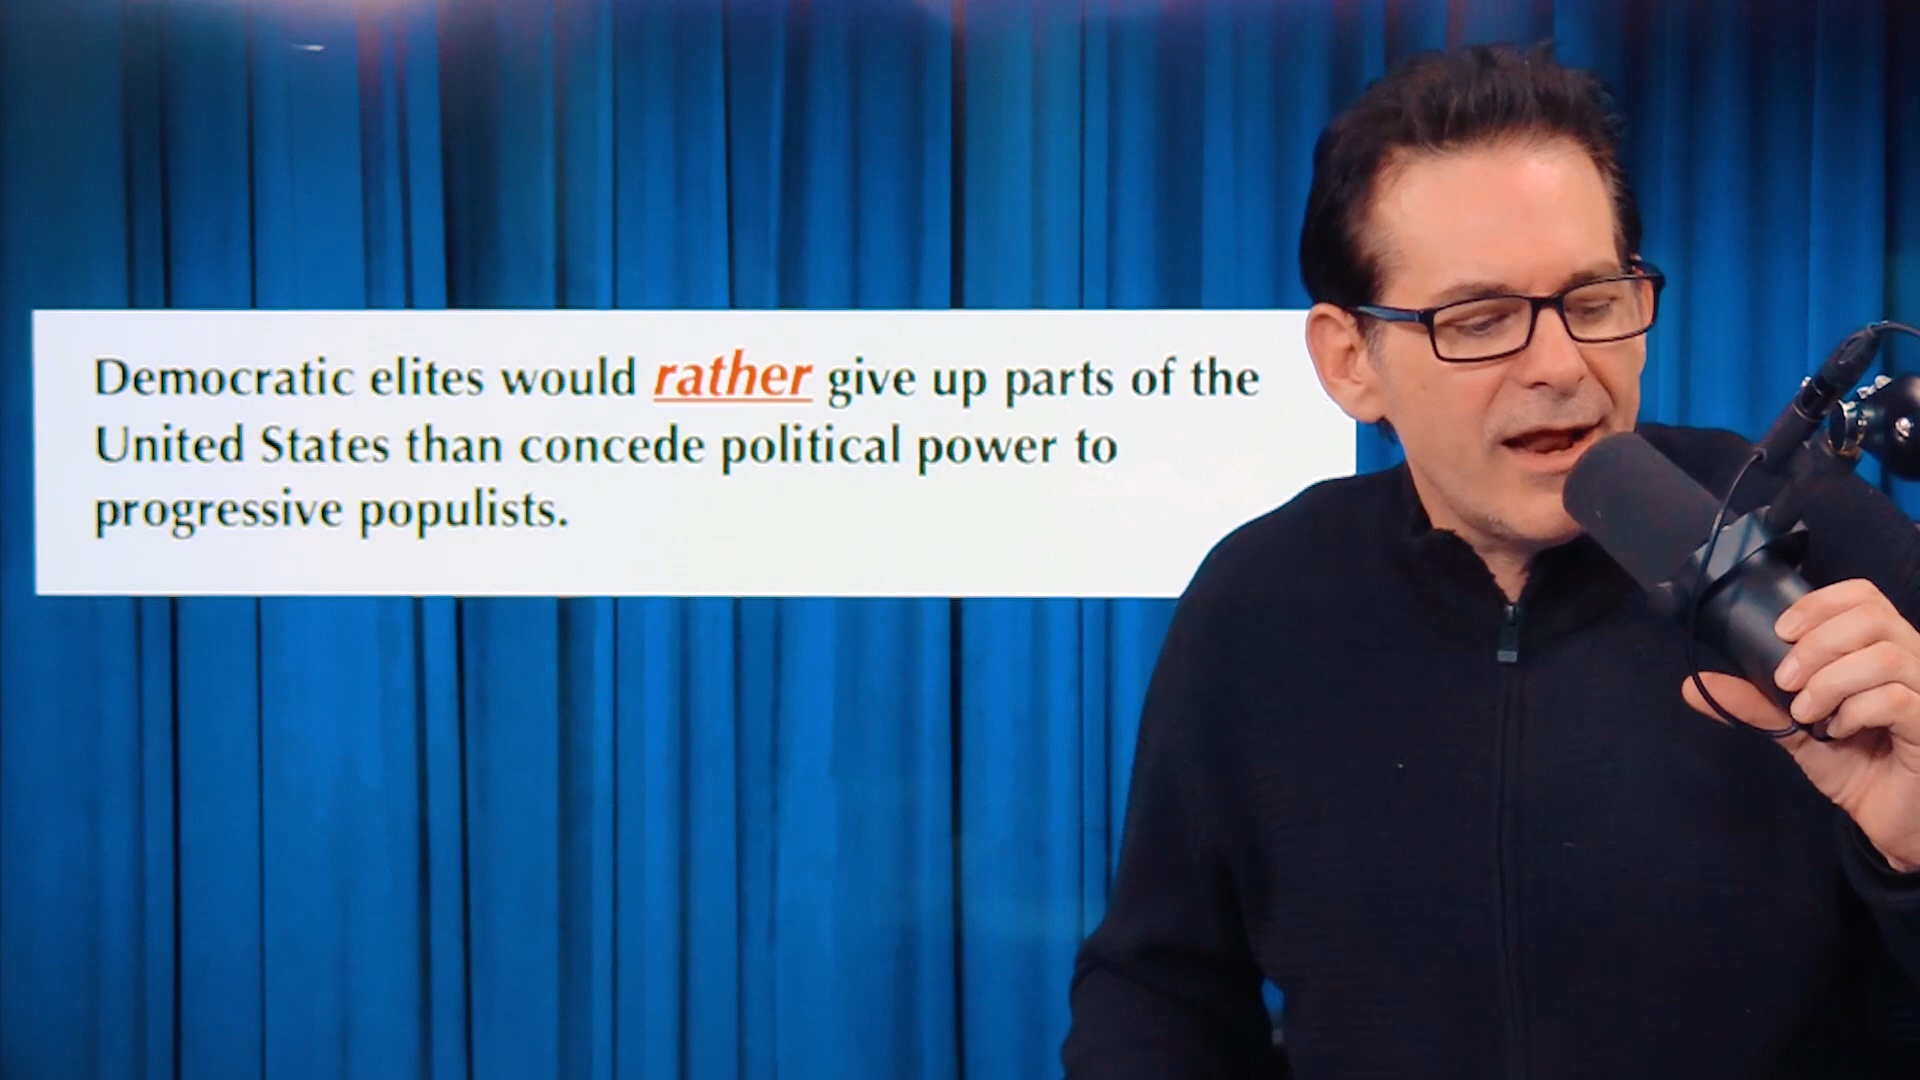 Democratic elites would rather give up parts of the
United States than concede political power to
progressive populists.